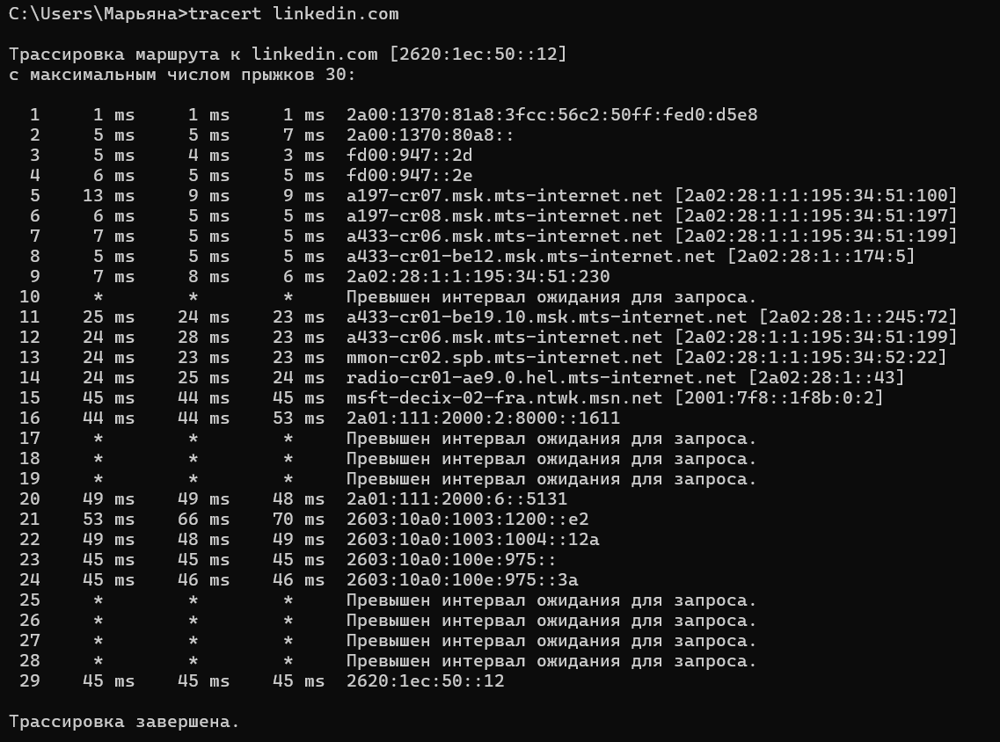 C:\Users\Марьяна>tracert linkedin.com
Трассировка маршрута к linkedin.com [2620:1ec:50::12]
с максимальным числом прыжков 30:
1 1 ms 1 ms 1 ms 2a00:1370:81a8:3fcc:56c2:50ff:fed0:d5e8
2 5 ms 5 ms 7 ms 2a00:1370:80a8::
3 5 ms 4 ms 3 ms fd00:947::2d
4 6 ms 5 ms 5 ms fd00:947::2e
5 13 ms 9 ms 9 ms a197-cr07.msk.mts-internet.net [2a02:28:1:1:195:34:51:100]
6 6 ms 5 ms 5 ms a197-cr08.msk.mts-internet.net [2a02:28:1:1:195:34:51:197]
7 7 ms 5 ms 5 ms a433-cr06.msk.mts-internet.net [2a02:28:1:1:195:34:51:199]
8 5 ms 5 ms 5 ms a433-cr01-be12.msk.mts-internet.net [2a02:28:1::174:5]
9 7 ms 8 ms 6 ms 2a02:28:1:1:195:34:51:230
10 * * * Превышен интервал ожидания для запроса.
11 25 ms 24 ms 23 ms a433-cr01-be19.10.msk.mts-internet.net [2a02:28:1::245:72]
12 24 ms 28 ms 23 ms a433-cr06.msk.mts-internet.net [2a02:28:1:1:195:34:51:199]
13 24 ms 23 ms 23 ms mmon-cr02.spb.mts-internet.net [2a02:28:1:1:195:34:52:22]
14 24 ms 25 ms 24 ms radio-cr01-ae9.0.hel.mts-internet.net [2a02:28:1::43]
15 45 ms 44 ms 45 ms msft-decix-02-fra.ntwk.msn.net [2001:7f8::1f8b:0:2]
16 44 ms 44 ms 53 ms 2a01:111:2000:2:8000::1611
17 * * * Превышен интервал ожидания для запроса.
18 * * * Превышен интервал ожидания для запроса.
19 * * * Превышен интервал ожидания для запроса.
20 49 ms 49 ms 48 ms 2a01:111:2000:6::5131
21 53 ms 66 ms 70 ms 2603:10a0:1003:1200::e2
22 49 ms 48 ms 49 ms 2603:10a0:1003:1004::12a
23 45 ms 45 ms 45 ms 2603:10a0:100e:975::
24 45 ms 46 ms 46 ms 2603:10a0:100e:975::3a
25 * * * Превышен интервал ожидания для запроса.
26 * * * Превышен интервал ожидания для запроса.
27 * * * Превышен интервал ожидания для запроса.
28 * * * Превышен интервал ожидания для запроса.
29 45 ms 45 ms 45 ms 2620:1ec:50::12
Трассировка завершена.